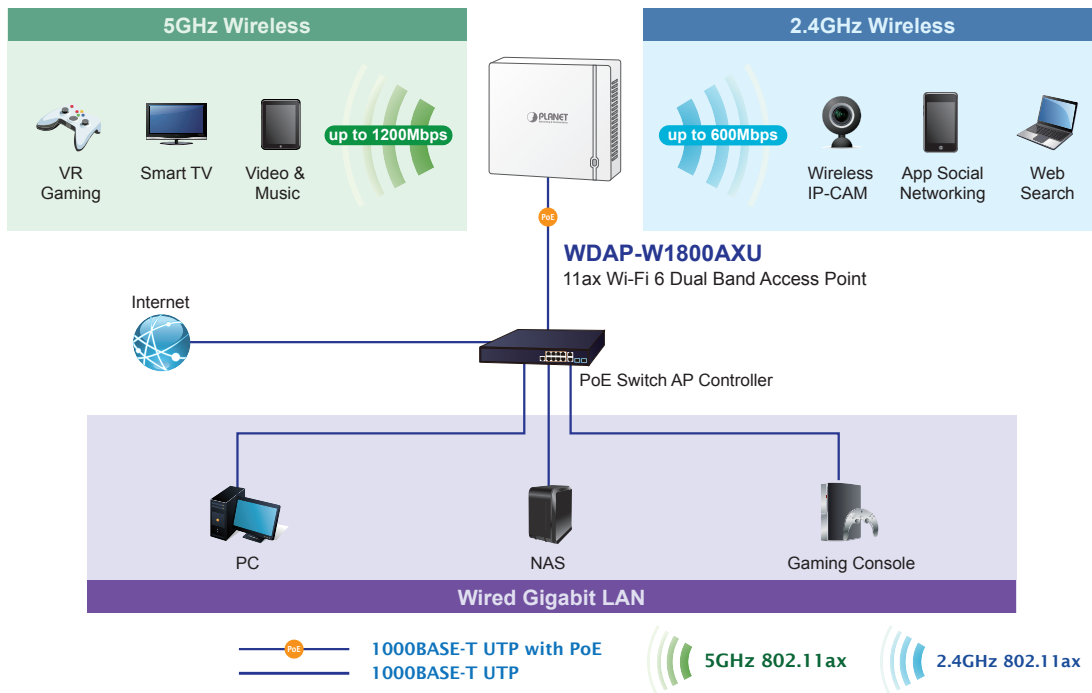 5GHz Wireless
2.4GHz Wireless
PLANET
up to 1200Mbps
up to 600Mbps
VR
Gaming
Smart TV
Video &
Music
Wireless
IP-CAM
App Social
Networking
Web
Search
PoE
WDAP-W1800AXU
11ax Wi-Fi 6 Dual Band Access Point
Internet
PoE Switch AP Controller
PC
NAS
Gaming Console
Wired Gigabit LAN
PoE
1000BASE-T UTP with PoE
1000BASE-T UTP
5GHz 802.11ax
2.4GHz 802.11ax